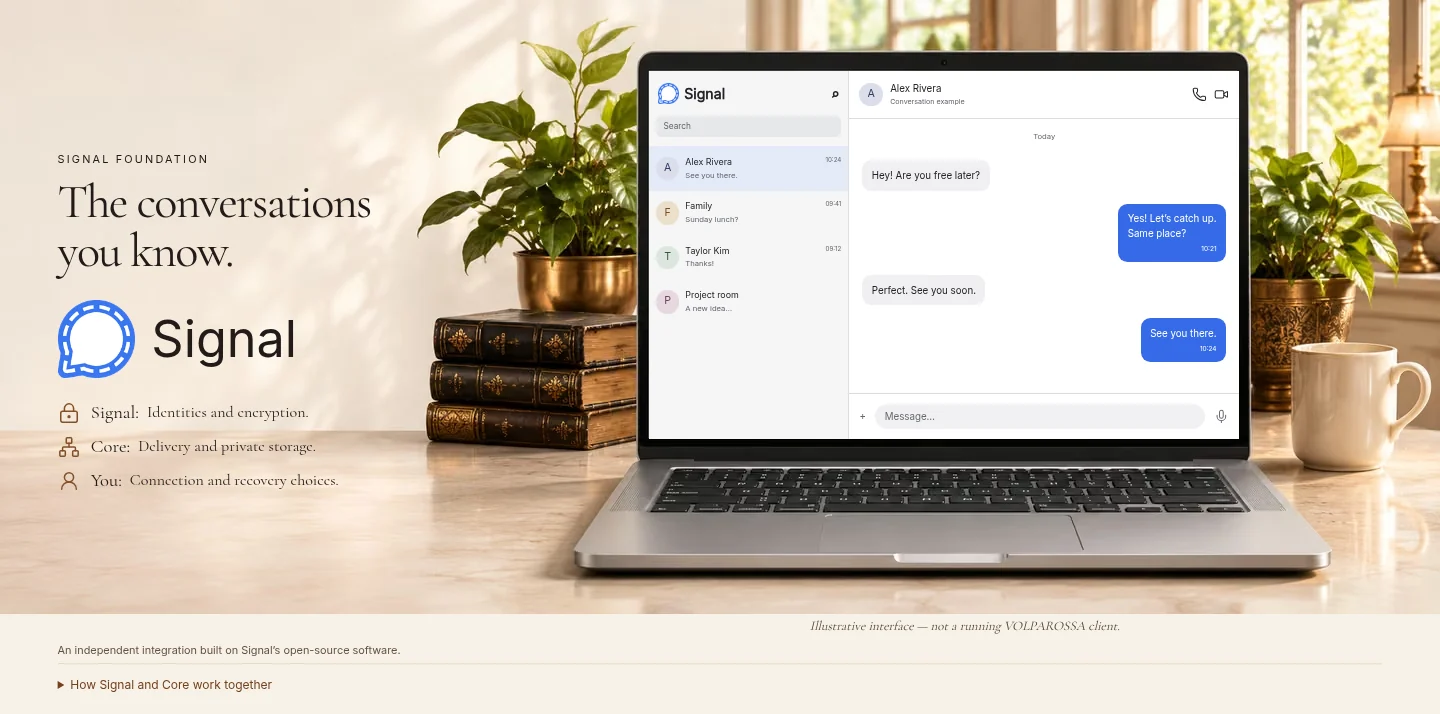 SIGNAL FOUNDATION
The conversations
you know.
Signal
Signal: Identities and encryption.
Core: Delivery and private storage.
You: Connection and recovery choices.
Signal
Search
Alex Rivera 10:24
See you there.
Family 09:41
Sunday lunch?
Taylor Kim 09:12
Thanks!
Project room
A new idea...
A
F
T
P
A
Alex Rivera
Conversation example
Today
Hey! Are you free later?
Yes! Let's catch up.
Same place?
10:21
Perfect. See you soon.
See you there.
10:24
+ Message...
Illustrative interface — not a running VOLPAROSSA client.
An independent integration built on Signal's open-source software.
How Signal and Core work together